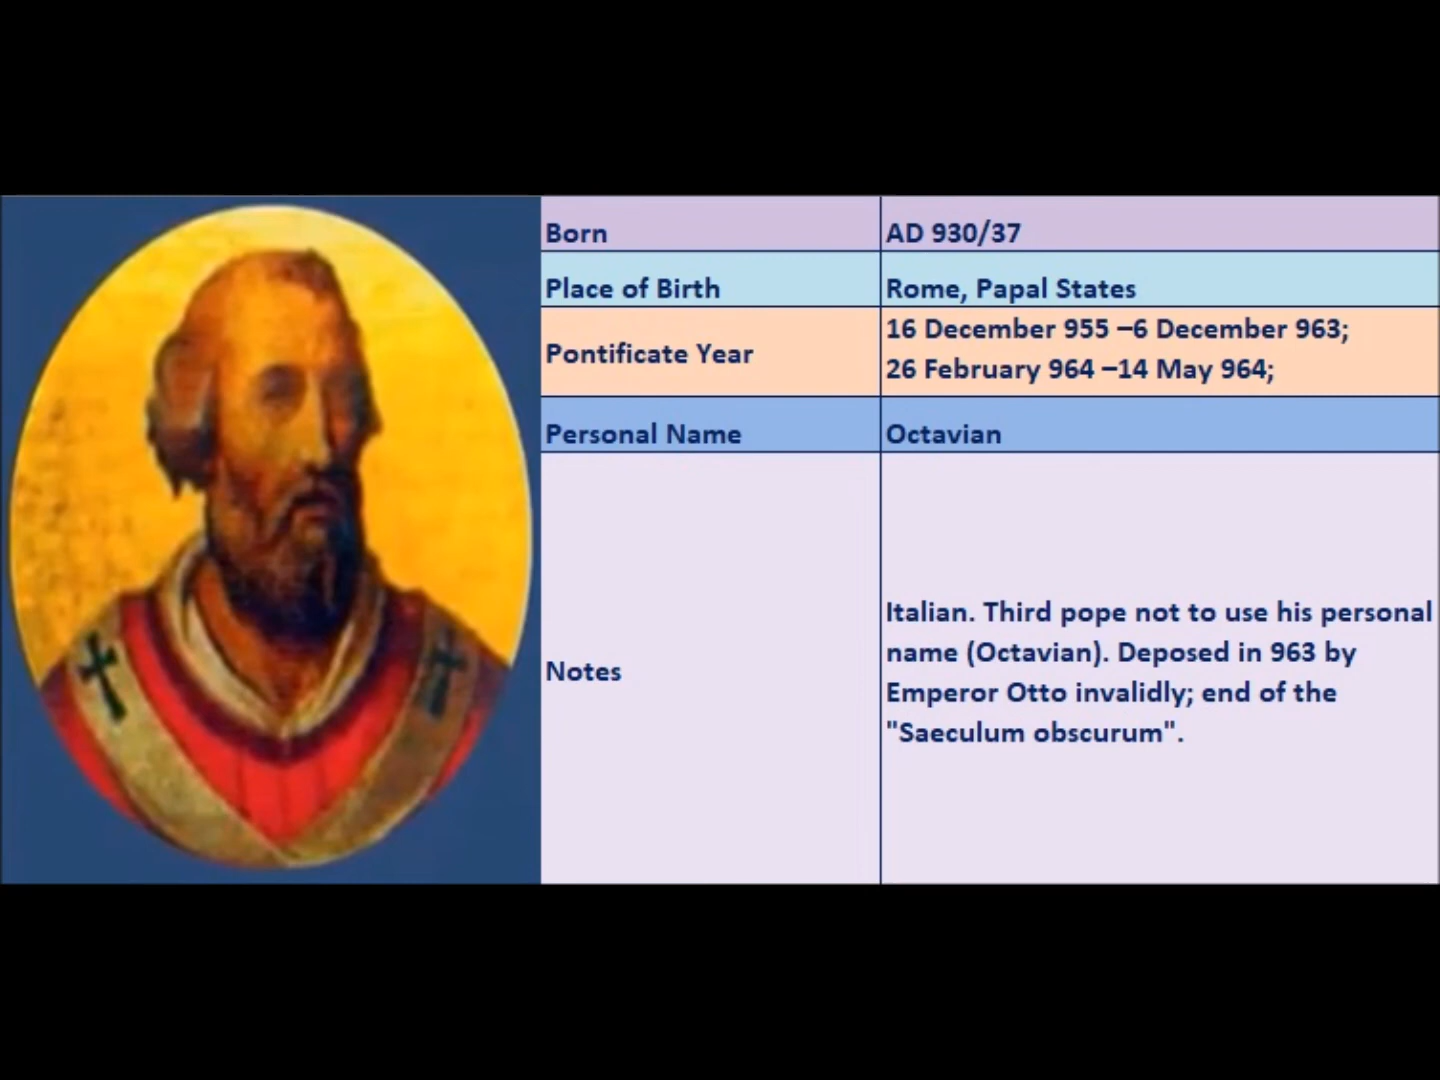 Born
AD 930/37
Place of Birth
Rome, Papal States
Pontificate Year
16 December 955 –6 December 963;
26 February 964 –14 May 964;
Personal Name
Octavian
Notes
Italian. Third pope not to use his personal
name (Octavian). Deposed in 963 by
Emperor Otto invalidly; end of the
"Saeculum obscurum".